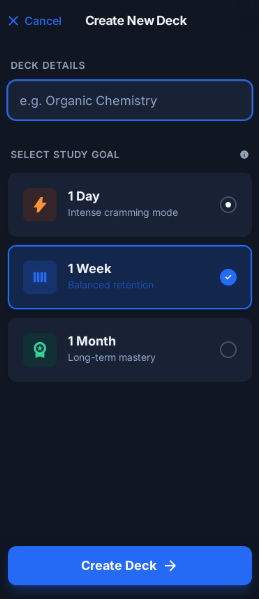 Cancel
Create New Deck
DECK DETAILS
e.g. Organic Chemistry
SELECT STUDY GOAL
1 Day
Intense cramming mode
1 Week
Balanced retention
1 Month
Long-term mastery
Create Deck